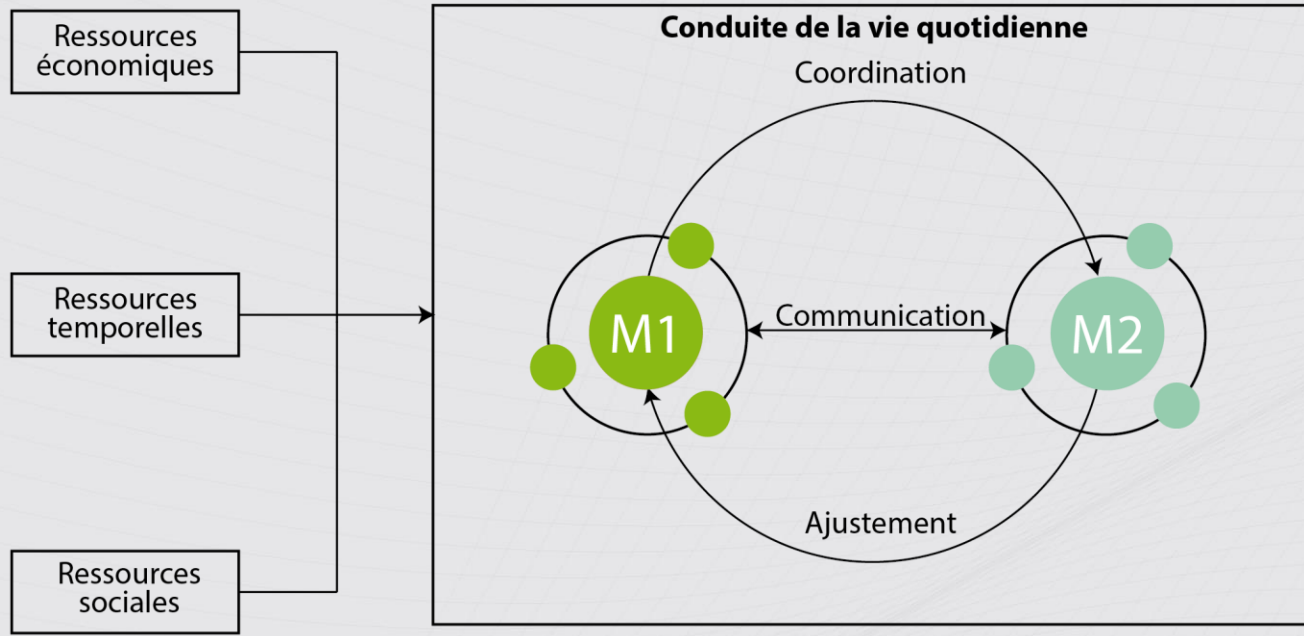 Ressources
économiques
Ressources
temporelles
Ressources
sociales
Conduite de la vie quotidienne
Coordination
M1
Communication
M2
Ajustement